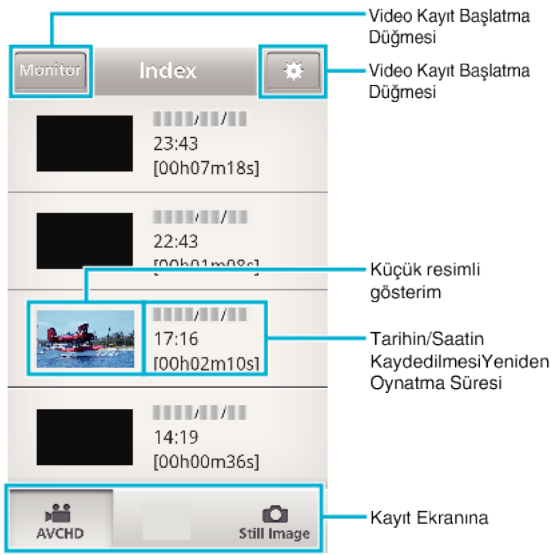 Video Kayıt Başlatma
Düğmesi
Monitor
Index
Video Kayıt Başlatma
Düğmesi
23:43
[00h07m18s]
22:43
[00h01m08s]
Küçük resimli
gösterim
17:16
[00h02m10s]
Tarihin/Saatin
KaydedilmesiYeniden
Oynatma Süresi
14:19
[00h00m36s]
AVCHD
Still Image
Kayıt Ekranına